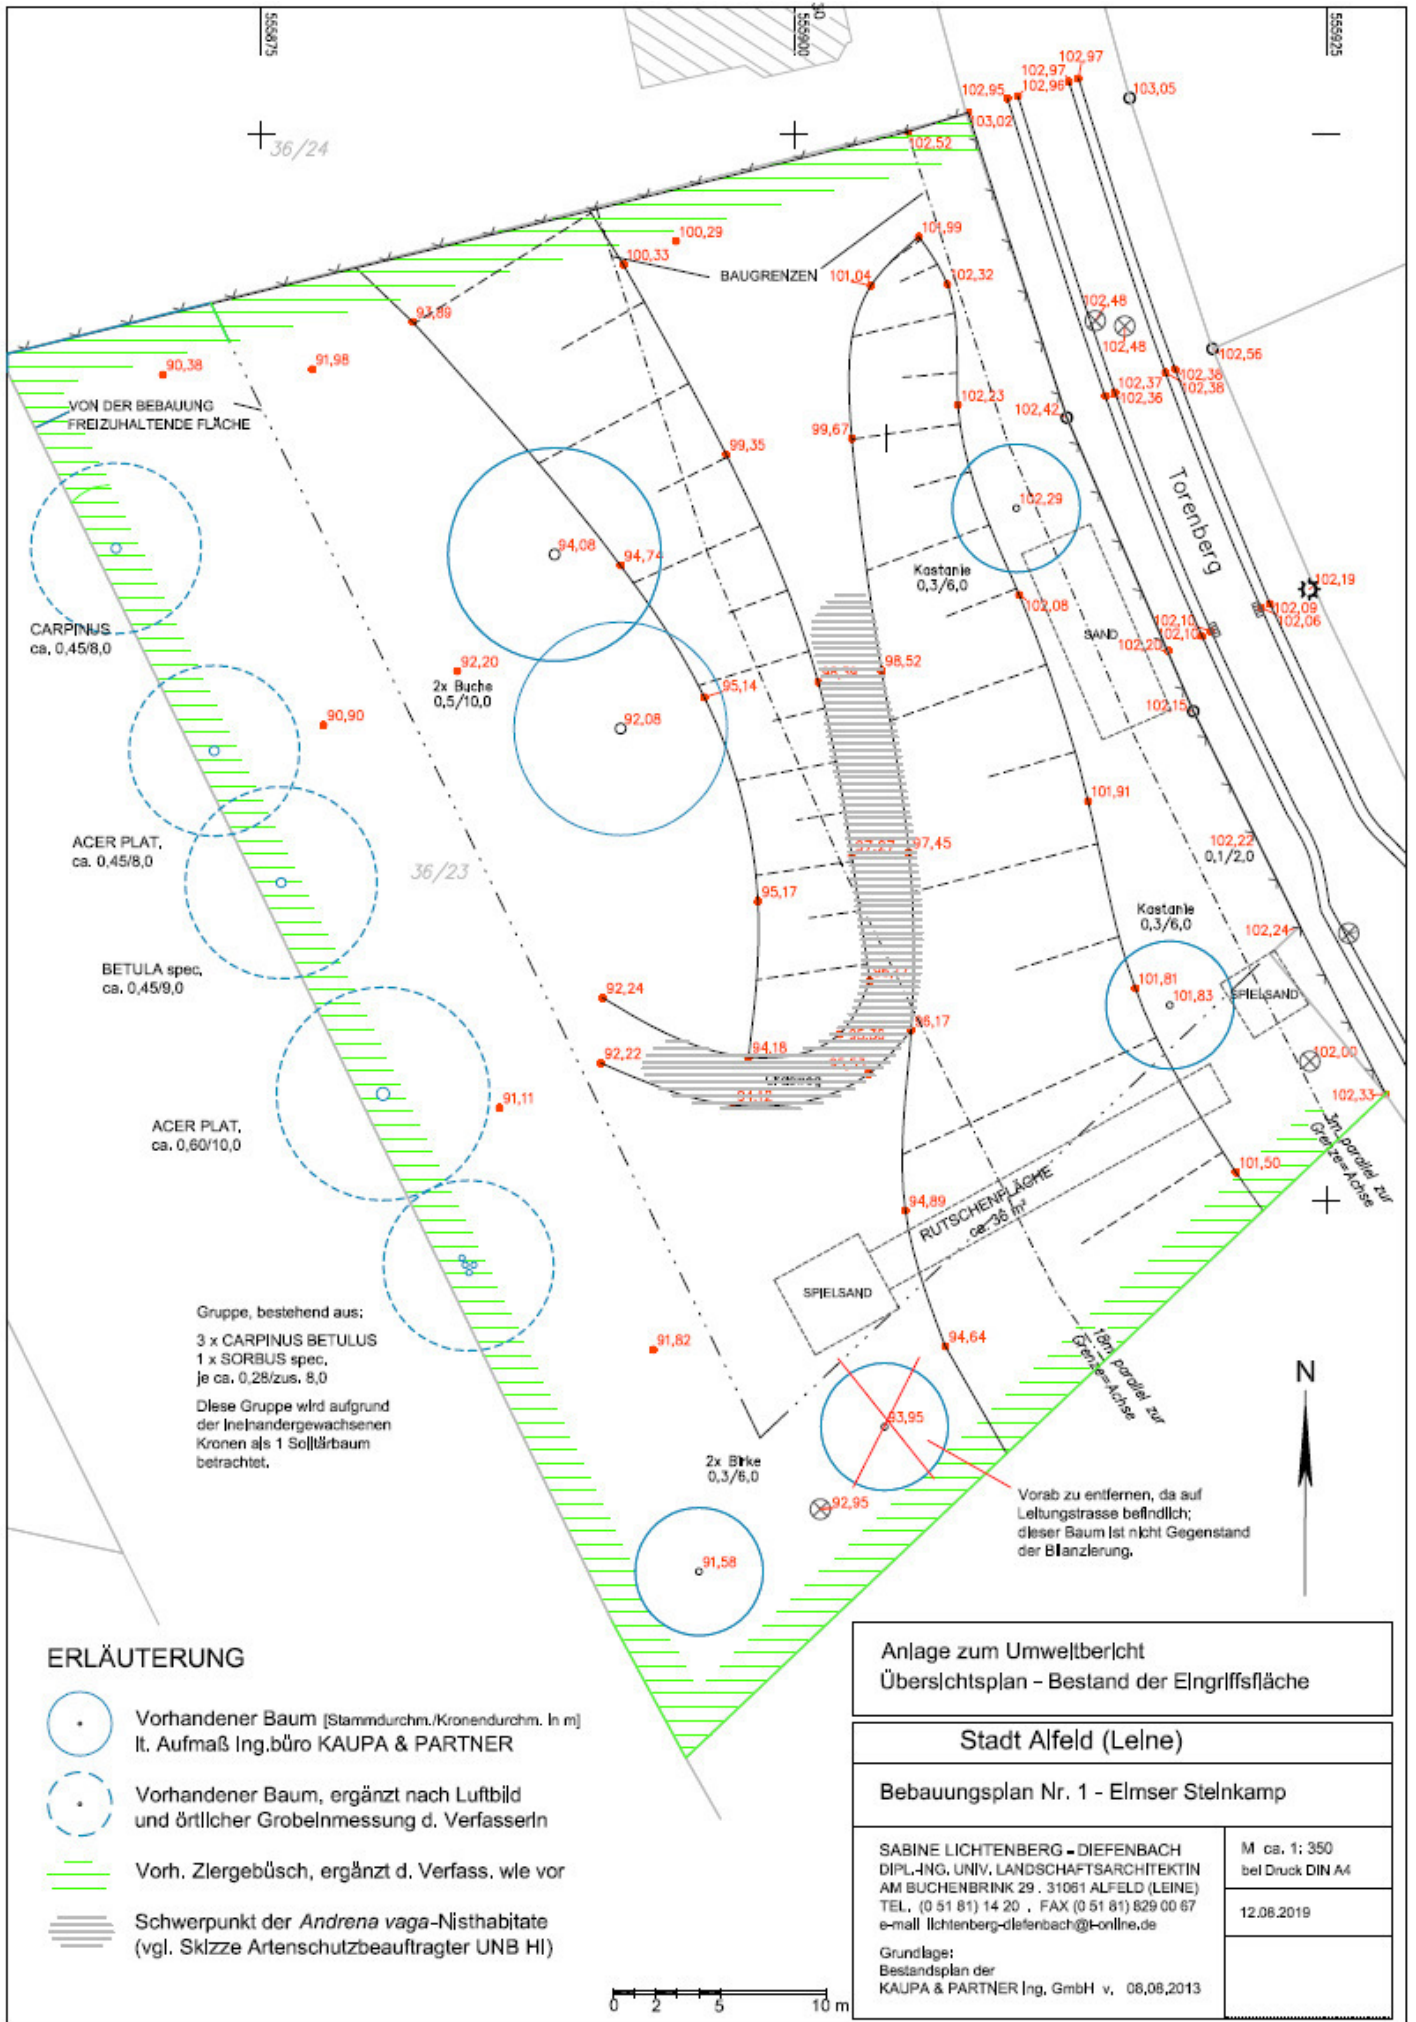 555875
555900
30
555925
102,97
102,97
102,95
102,96
103,05
103,02
102,52
36/24
101,99
100,29
100,33
BAUGRENZEN
101,04
102,32
102,48
102,48
102,56
93,89
91,98
90,38
102,37
102,38
102,36
102,38
VON DER BEBAUUNG
FREIZUHALTENDE FLÄCHE
102,23
102,42
99,35
99,67
Torenberg
102,29
94,08
94,74
Kastanie
0,3/6,0
102,19
102,08
102,09
102,06
CARPINUS
ca. 0,45/8,0
SAND
102,10
102,10
102,20
92,20
2x Buche
0,5/10,0
98,52
95,14
90,90
92,08
102,15
101,91
ACER PLAT.
ca. 0,45/8,0
36/23
97,27
97,45
102,22
0,1/2,0
95,17
Kastanie
0,3/6,0
102,24
BETULA spec.
ca. 0,45/9,0
92,24
101,81
101,83
SPIELSAND
96,17
94,18
92,22
102,00
102,33
94,12
91,11
ACER PLAT.
ca. 0,60/10,0
3m parallel zur
Grenze=Achse
101,50
94,89
RUTSCHENFLÄCHE
ca. 36 m²
SPIELSAND
Gruppe, bestehend aus:
3 x CARPINUS BETULUS
1 x SORBUS spec.
je ca. 0,28/zus. 8,0
Diese Gruppe wird aufgrund
der ineinandergewachsenen
Kronen als 1 Solitärbaum
betrachtet.
91,82
94,64
18m parallel zur
Grenze=Achse
N
93,95
2x Birke
0,3/6,0
92,95
Vorab zu entfernen, da auf
Leitungstrasse befindlich;
dieser Baum ist nicht Gegenstand
der Bilanzierung.
91,58
ERLÄUTERUNG
Vorhandener Baum [Stammdurchm./Kronendurchm. in m]
lt. Aufmaß Ing.büro KAUPA & PARTNER
Vorhandener Baum, ergänzt nach Luftbild
und örtlicher Grobeinmessung d. Verfasserin
Vorh. Ziergebüsch, ergänzt d. Verfass. wie vor
Schwerpunkt der Andrena vaga-Nisthabitate
(vgl. Skizze Artenschutzbeauftragter UNB HI)
0 2 5 10 m
Anlage zum Umweltbericht
Übersichtsplan - Bestand der Eingriffsfläche
Stadt Alfeld (Leine)
Bebauungsplan Nr. 1 - Eimser Steinkamp
SABINE LICHTENBERG - DIEFENBACH
DIPL.-ING. UNIV. LANDSCHAFTSARCHITEKTIN
AM BUCHENBRINK 29 . 31061 ALFELD (LEINE)
TEL. (0 51 81) 14 20 . FAX (0 51 81) 829 00 67
e-mail lichtenberg-diefenbach@t-online.de
Grundlage:
Bestandsplan der
KAUPA & PARTNER Ing. GmbH v. 08.08.2013
M ca. 1: 350
bei Druck DIN A4
12.08.2019